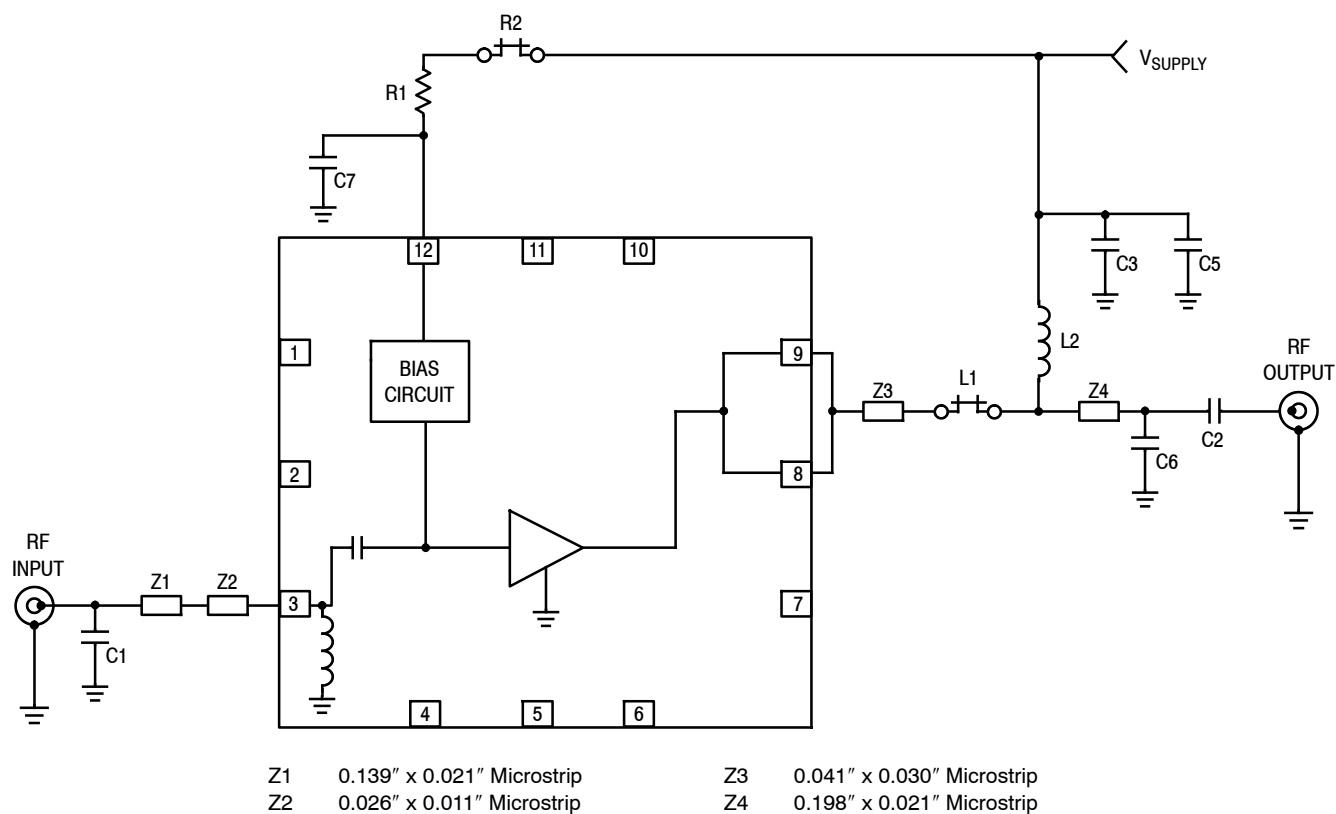 R2
V_SUPPLY
R1
C7
12
11
10
C3
C5
1
BIAS
CIRCUIT
9
L2
RF
OUTPUT
Z3
L1
Z4
C2
2
8
C6
RF
INPUT
Z1
Z2
3
7
C1
4
5
6
Z1 0.139″ x 0.021″ Microstrip
Z2 0.026″ x 0.011″ Microstrip
Z3 0.041″ x 0.030″ Microstrip
Z4 0.198″ x 0.021″ Microstrip